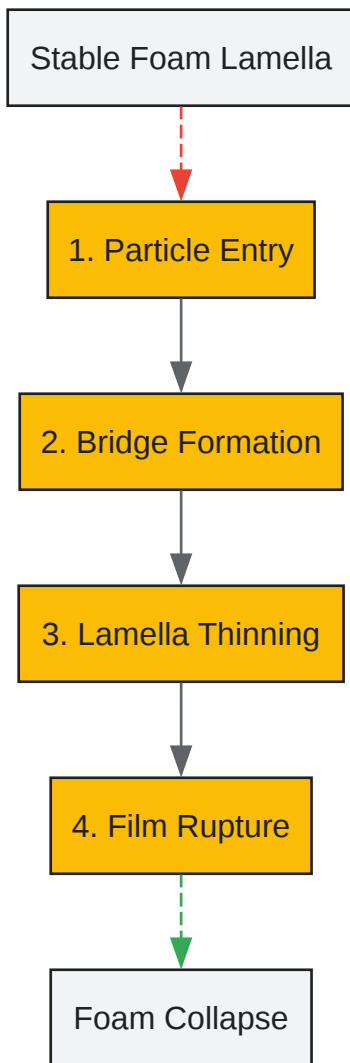 Stable Foam Lamella
1. Particle Entry
2. Bridge Formation
3. Lamella Thinning
4. Film Rupture
Foam Collapse